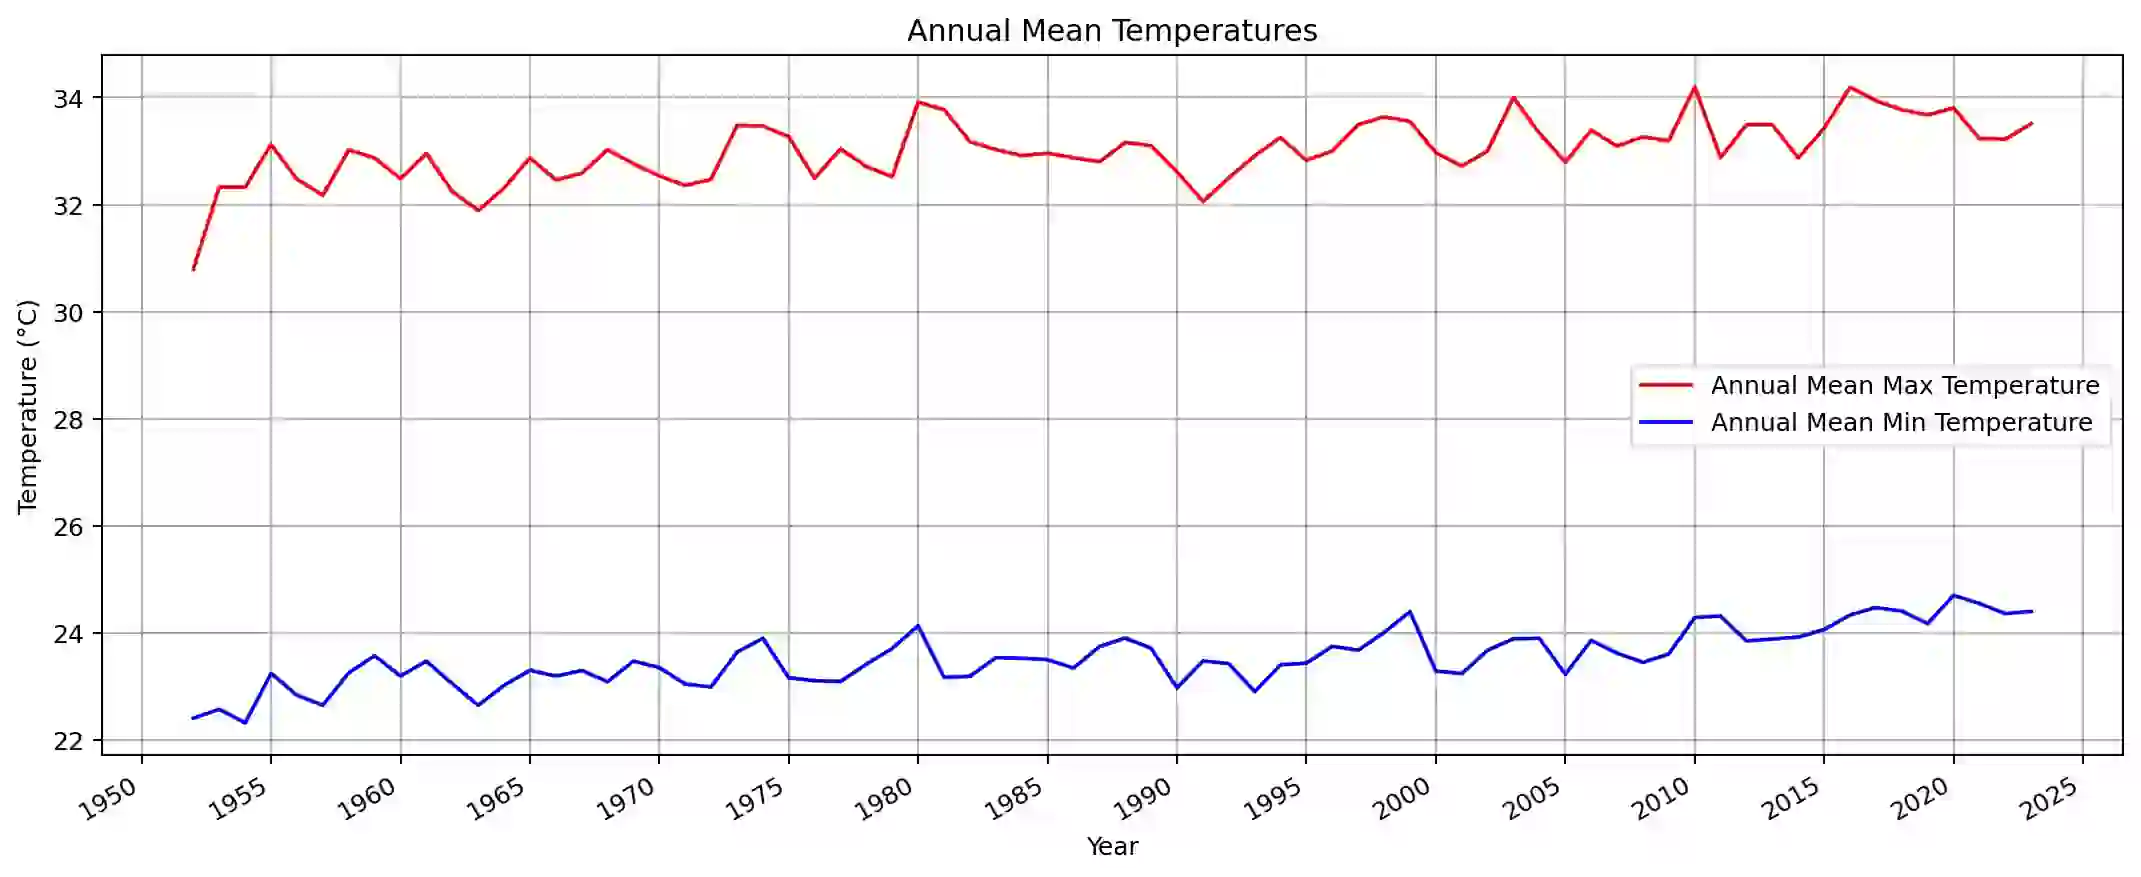 Annual Mean Temperatures
34
32
30
28
26
24
22
Temperature (°C)
Annual Mean Max Temperature
Annual Mean Min Temperature
1950 1955 1960 1965 1970 1975 1980 1985 1990 1995 2000 2005 2010 2015 2020 2025
Year